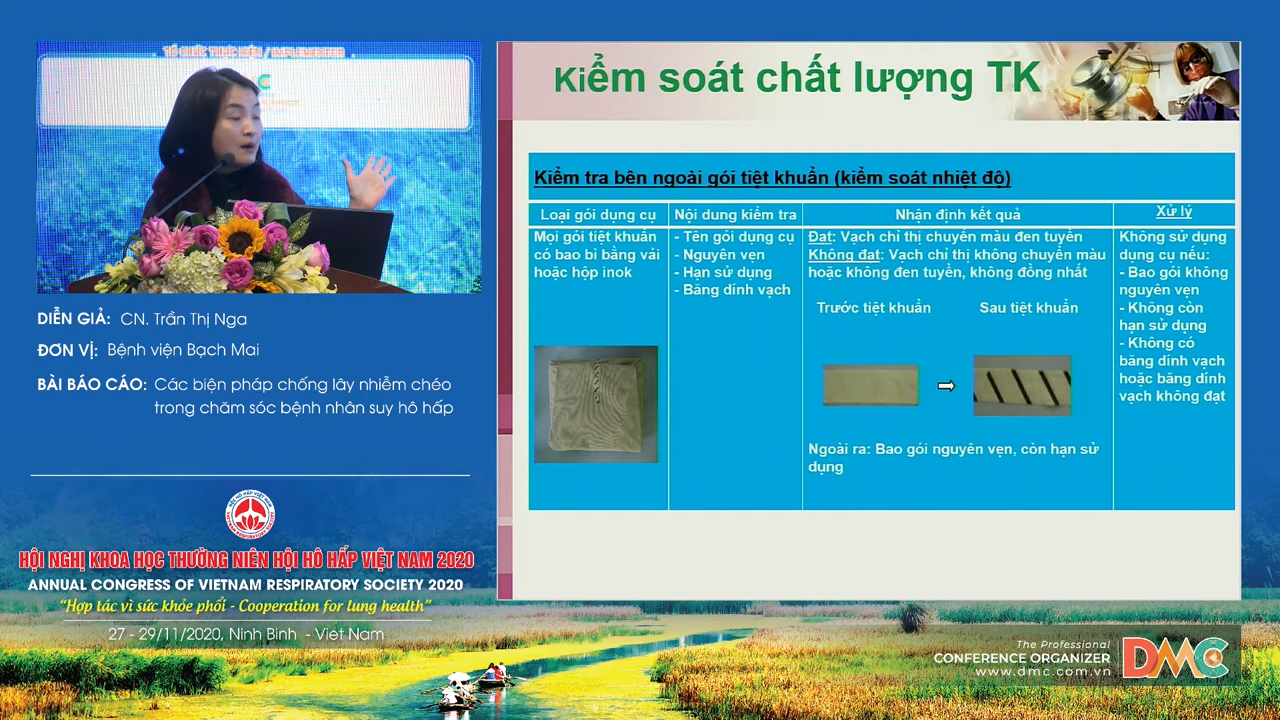 TỔ CHỨC THỰC HIỆN / IMPLEMENTOR
DIỄN GIẢ: CN. Trần Thị Nga
ĐƠN VỊ: Bệnh viện Bạch Mai
BÀI BÁO CÁO: Các biện pháp chống lây nhiễm chéo
trong chăm sóc bệnh nhân suy hô hấp
HỘI NGHỊ KHOA HỌC THƯỜNG NIÊN HỘI HÔ HẤP VIỆT NAM 2020
ANNUAL CONGRESS OF VIETNAM RESPIRATORY SOCIETY 2020
"Hợp tác vì sức khỏe phổi - Cooperation for lung health"
27 - 29/11/2020, Ninh Bình - Việt Nam
Kiểm soát chất lượng TK
Kiểm tra bên ngoài gói tiệt khuẩn (kiểm soát nhiệt độ)
Loại gói dụng cụ
Nội dung kiểm tra
Nhận định kết quả
Xử lý
Mọi gói tiệt khuẩn
có bao bì bằng vải
hoặc hộp inok
- Tên gói dụng cụ
- Nguyên vẹn
- Hạn sử dụng
- Băng dính vạch
Đạt: Vạch chỉ thị chuyển màu đen tuyền
Không đạt: Vạch chỉ thị không chuyển màu
hoặc không đen tuyền, không đồng nhất
Trước tiệt khuẩn
Sau tiệt khuẩn
Ngoài ra: Bao gói nguyên vẹn, còn hạn sử
dụng
Không sử dụng
dụng cụ nếu:
- Bao gói không
nguyên vẹn
- Không còn
hạn sử dụng
- Không có
băng dính vạch
hoặc băng dính
vạch không đạt
The Professional
CONFERENCE ORGANIZER
www.dmc.com.vn
DMC